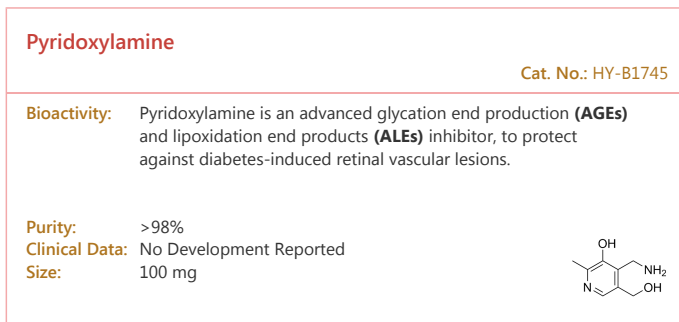 Pyridoxylamine
Cat. No.: HY-B1745
Bioactivity: Pyridoxylamine is an advanced glycation end production (AGEs)
and lipoxidation end products (ALEs) inhibitor, to protect
against diabetes-induced retinal vascular lesions.
Purity: >98%
Clinical Data: No Development Reported
Size: 100 mg
OH
NH₂
N
OH